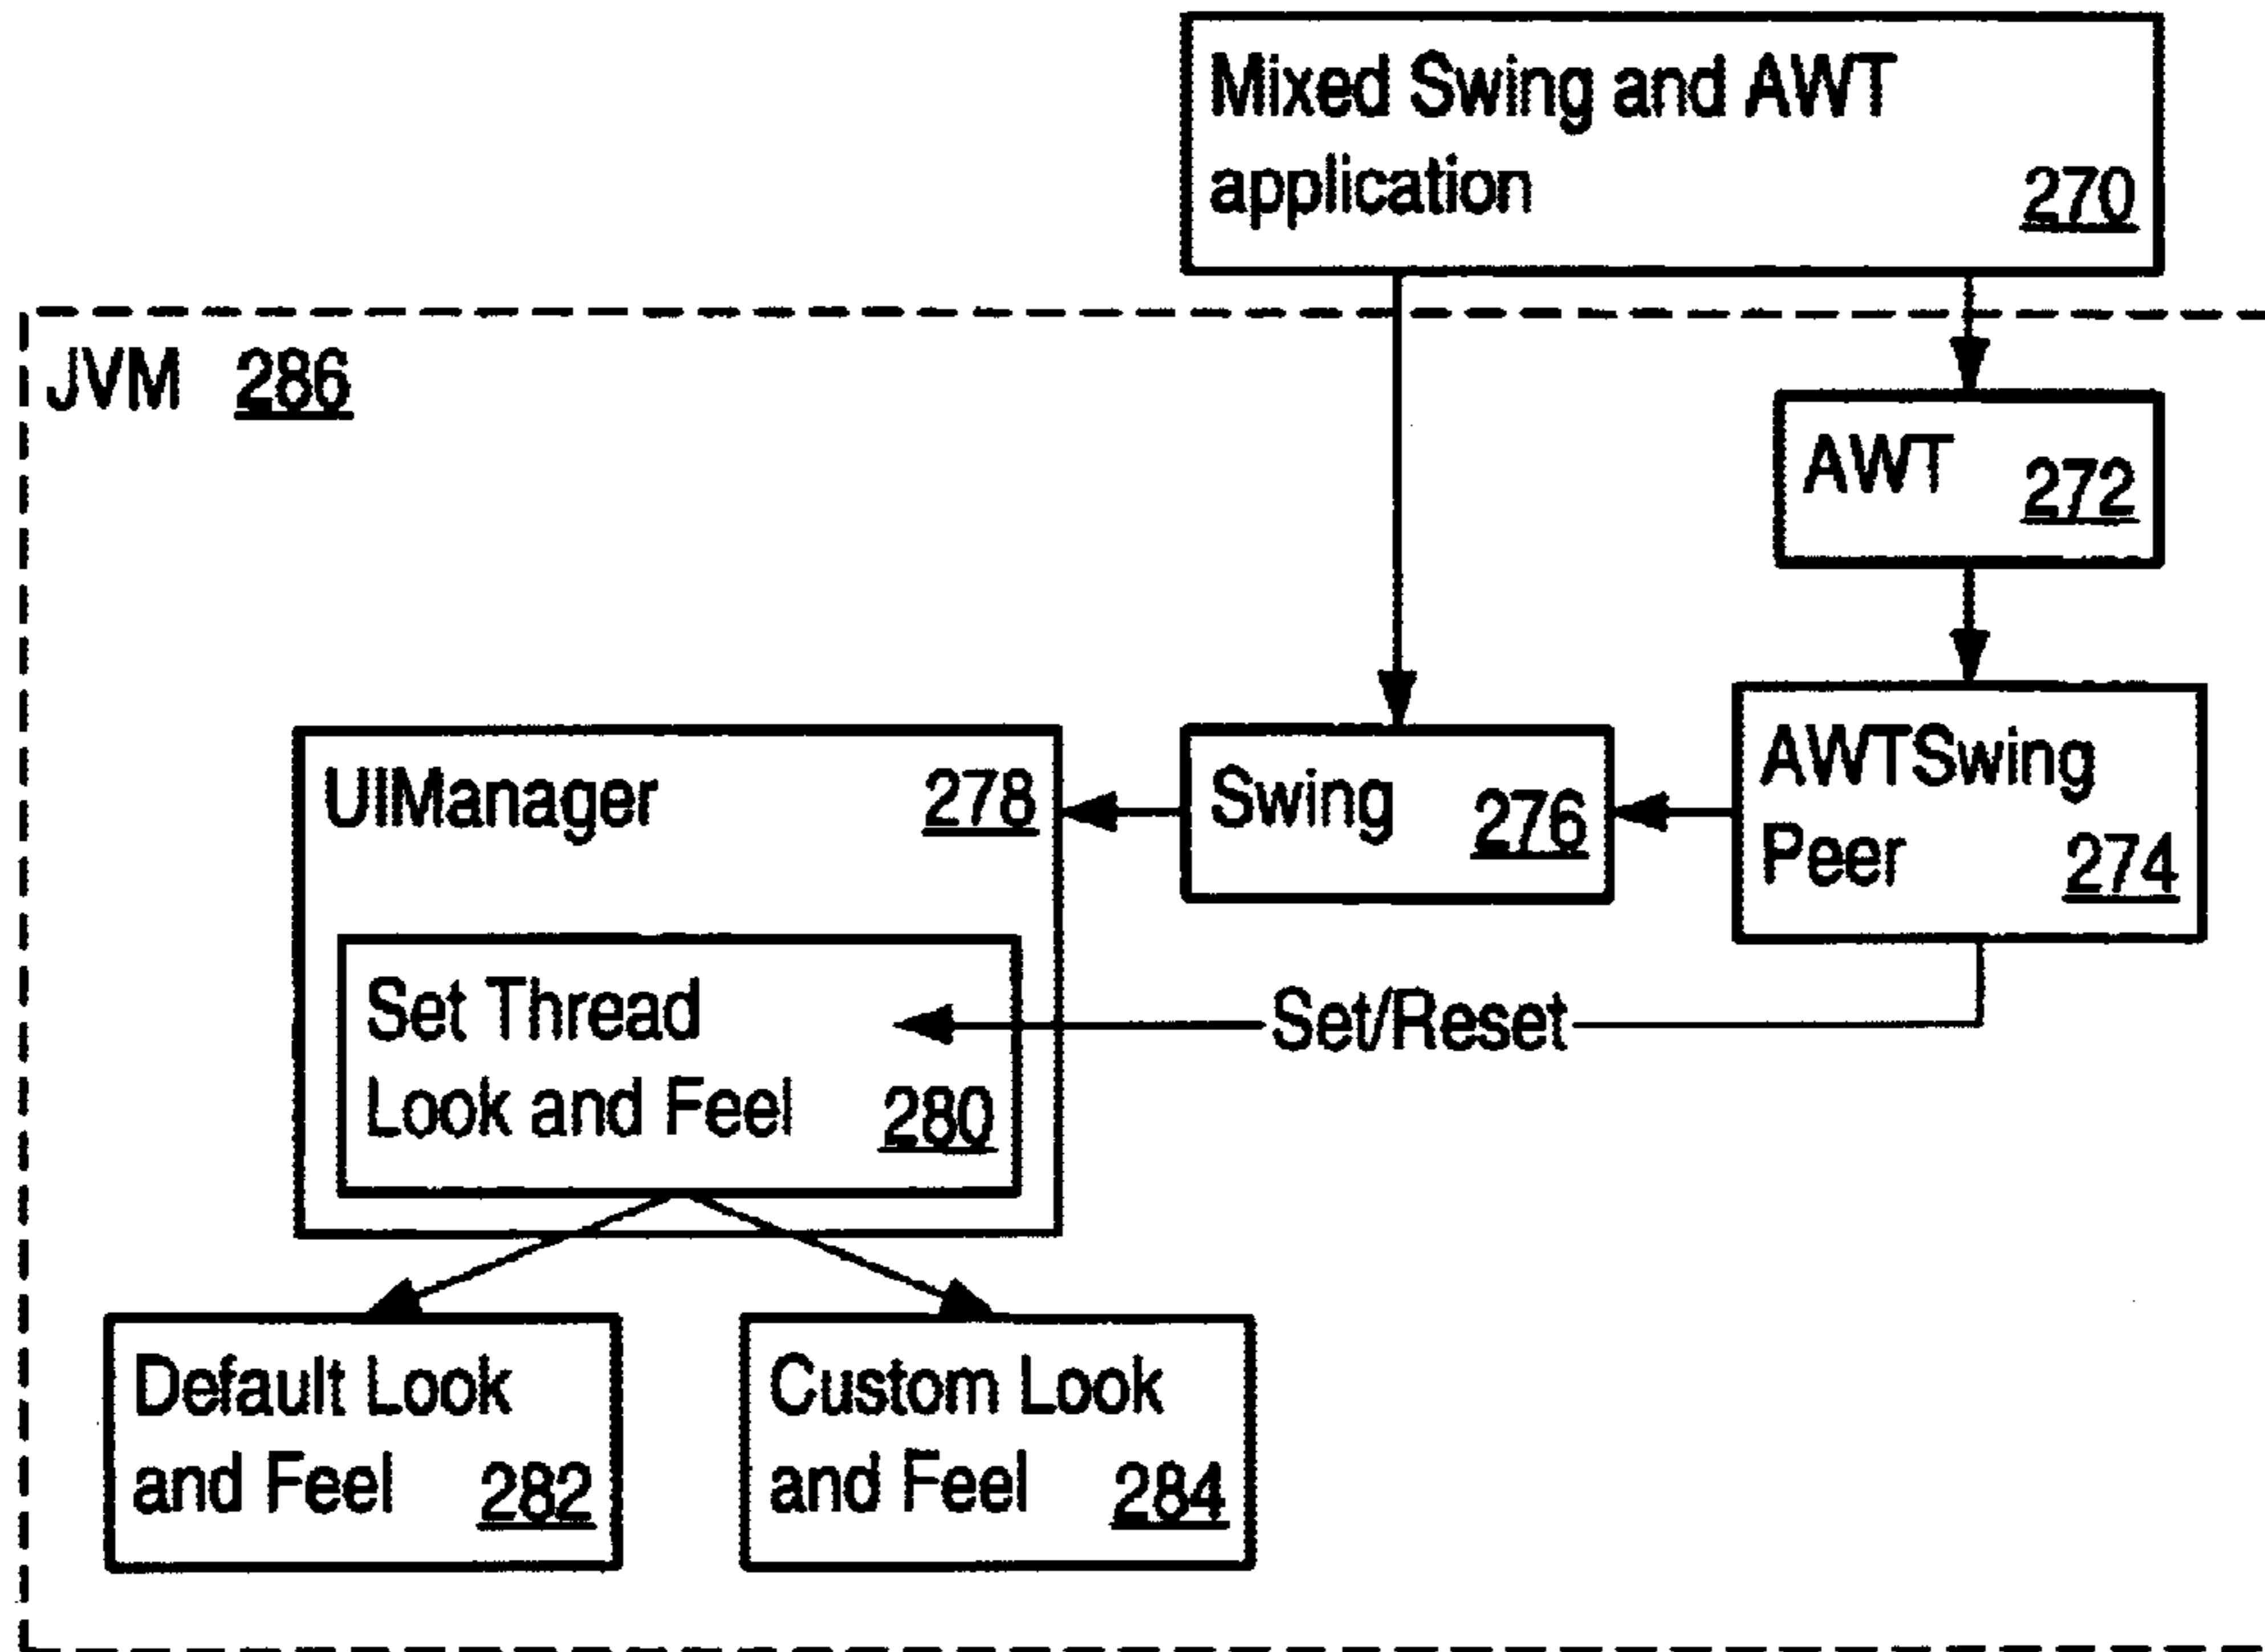 Mixed Swing and AWT
application 270
JVM 286
AWT 272
AWTSwing
Peer 274
Swing 276
UIManager 278
Set Thread
Look and Feel 280
Set/Reset
Default Look
and Feel 282
Custom Look
and Feel 284